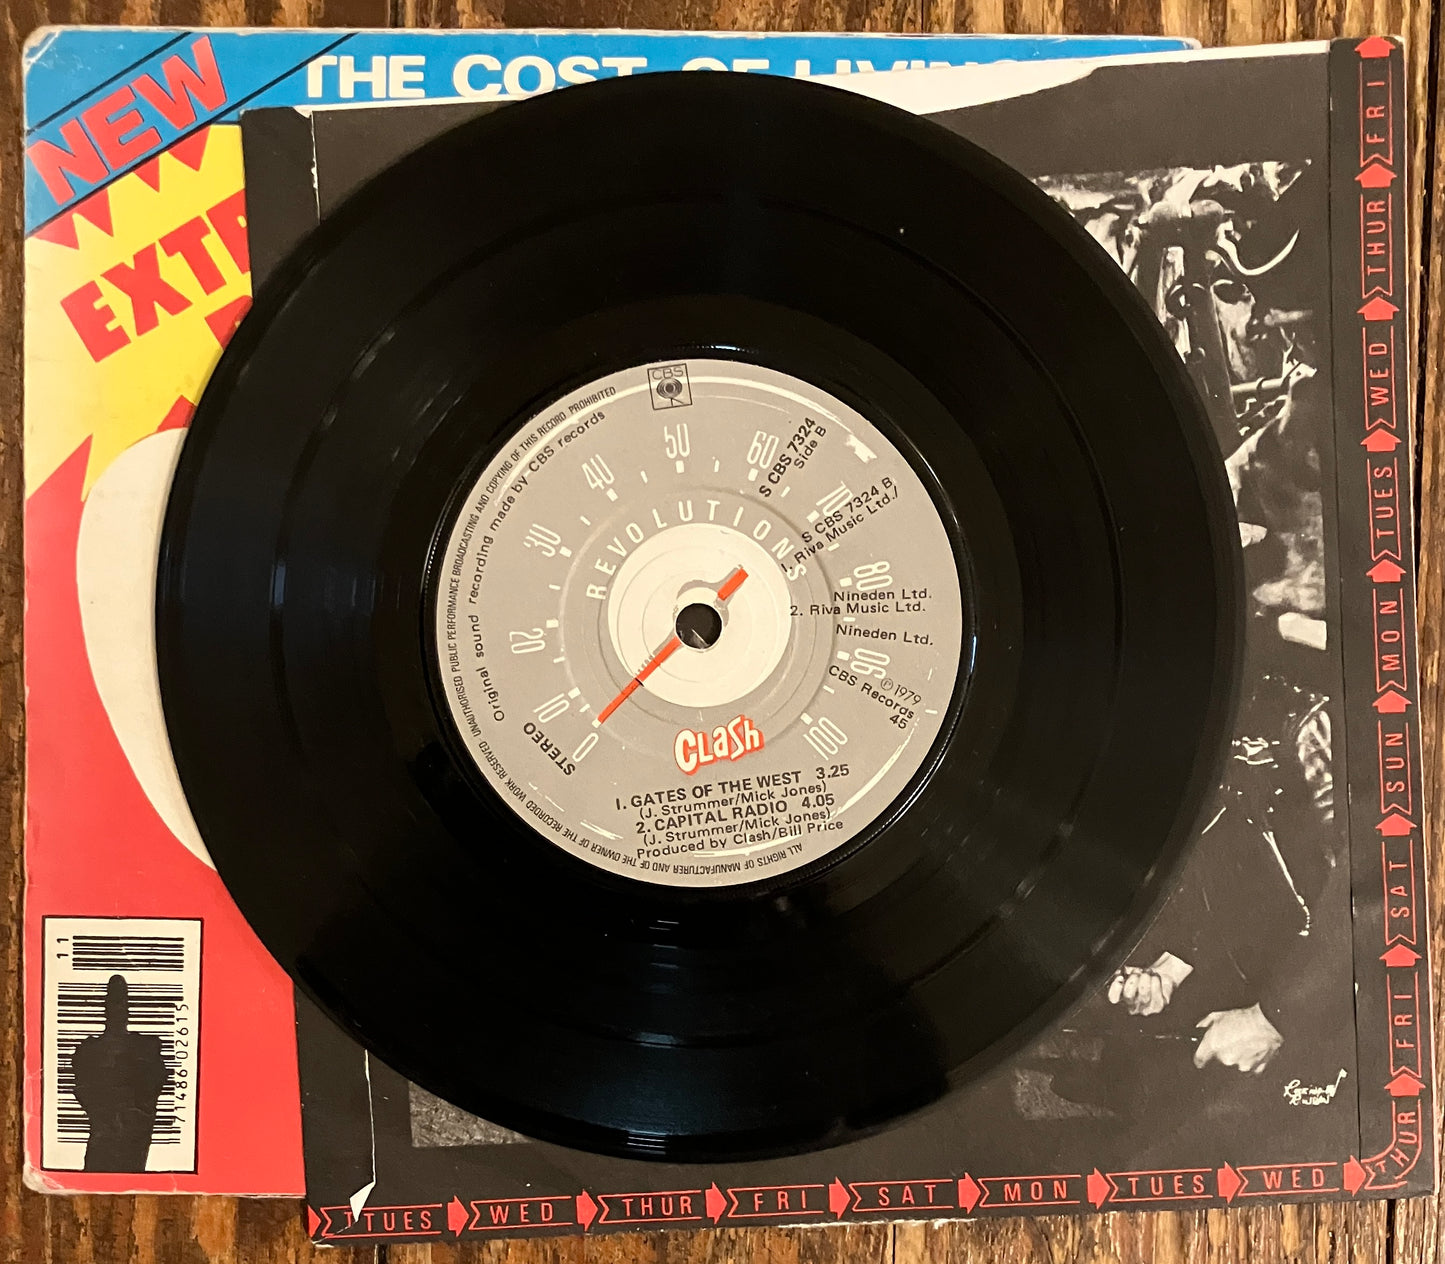 NEW
THE COST OF LIVING
EXTR
CBS
ALL RIGHTS OF MANUFACTURER AND OF THE OWNER OF THE RECORDED WORK RESERVED·UNAUTHORISED PUBLIC PERFORMANCE BROADCASTING AND COPYING OF THIS RECORD PROHIBITED
Original sound recording made by CBS records
0 10 20 30 40 50 60 70 80 90 100
REVOLUTIONS
S CBS 7324
Side B
S CBS 7324 B
1. Riva Music Ltd./
Nineden Ltd.
2. Riva Music Ltd.
Nineden Ltd.
℗1979
CBS Records
45
STEREO
CLaSh
1. GATES OF THE WEST 3.25
(J. Strummer/Mick Jones)
2. CAPITAL RADIO 4.05
(J. Strummer/Mick Jones)
Produced by Clash/Bill Price
11
71486 02615
FRI
THUR
WED
TUES
MON
SUN
SAT
FRI
THUR
T TUES WED THUR FRI SAT MON TUES WED